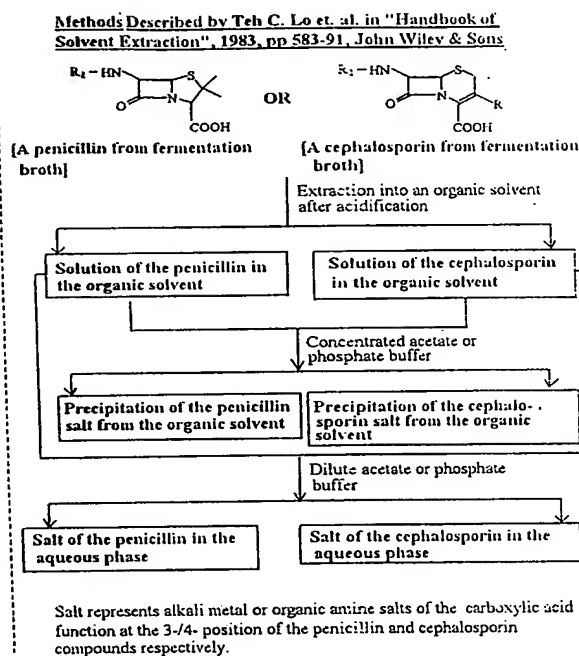 Methods Described by Teh C. Lo et. al. in "Handbook of
Solvent Extraction", 1983, pp 583-91, John Wiley & Sons
R₁-HN
S
O
N
COOH
OR
R₂-HN
S
O
N
R
COOH
[A penicillin from fermentation
broth]
[A cephalosporin from fermentation
broth]
Extraction into an organic solvent
after acidification
Solution of the penicillin in
the organic solvent
Solution of the cephalosporin
in the organic solvent
Concentrated acetate or
phosphate buffer
Precipitation of the penicillin
salt from the organic solvent
Precipitation of the cephalo-
sporin salt from the organic
solvent
Dilute acetate or phosphate
buffer
Salt of the penicillin in the
aqueous phase
Salt of the cephalosporin in the
aqueous phase
Salt represents alkali metal or organic amine salts of the carboxylic acid
function at the 3-/4- position of the penicillin and cephalosporin
compounds respectively.